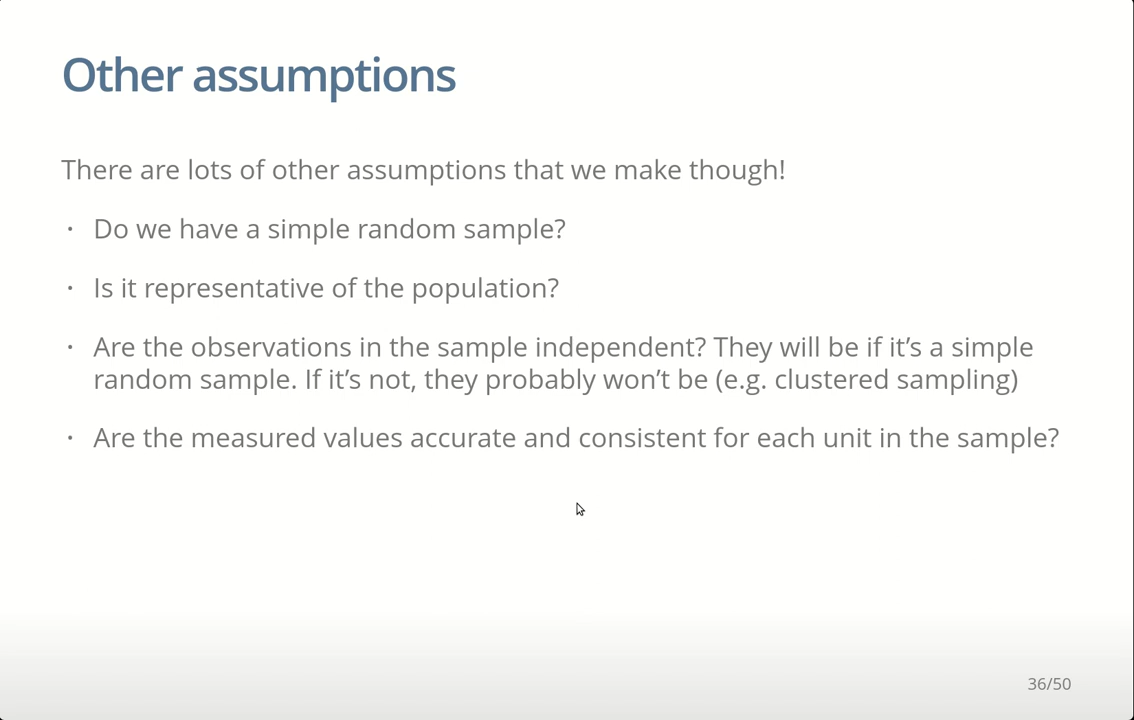 Other assumptions
There are lots of other assumptions that we make though!
· Do we have a simple random sample?
· Is it representative of the population?
· Are the observations in the sample independent? They will be if it’s a simple
random sample. If it’s not, they probably won’t be (e.g. clustered sampling)
· Are the measured values accurate and consistent for each unit in the sample?
36/50